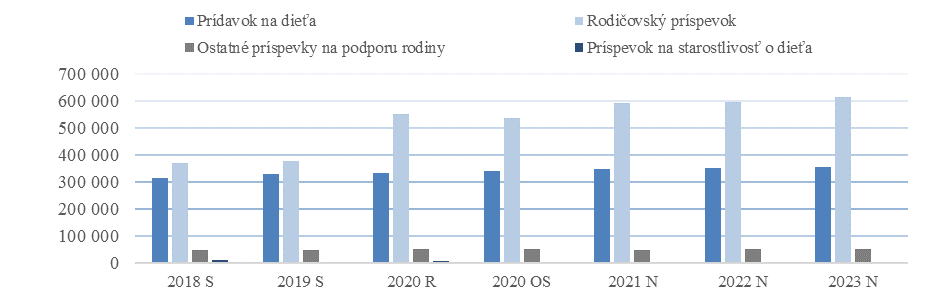 Prídavok na dieťa
Rodičovský príspevok
Ostatné príspevky na podporu rodiny
Príspevok na starostlivosť o dieťa
700 000
600 000
500 000
400 000
300 000
200 000
100 000
0
2018 S
2019 S
2020 R
2020 OS
2021 N
2022 N
2023 N